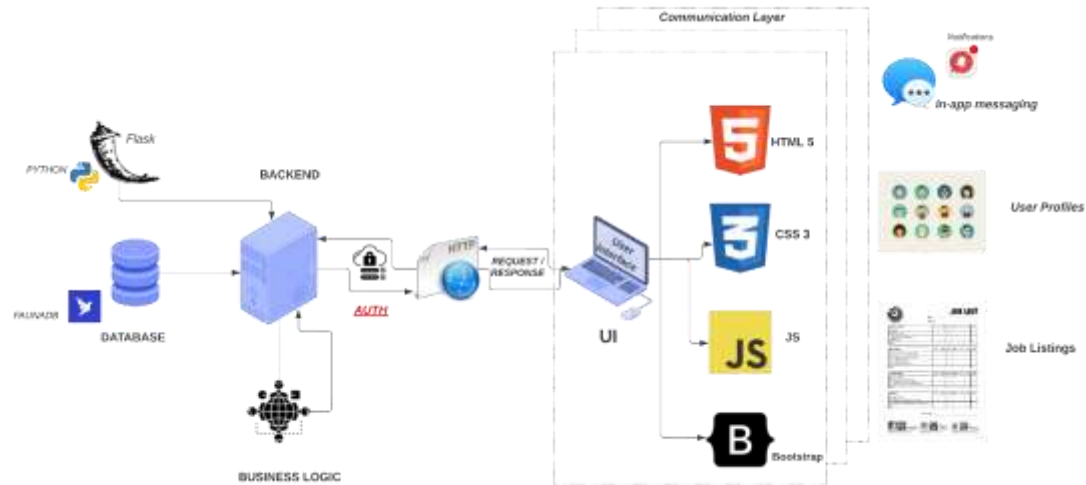 Communication Layer
Notifications
In-app messaging
Flask
PYTHON
BACKEND
HTML 5
User Profiles
CSS 3
HTTP
REQUEST /
RESPONSE
User
Interface
AUTH
FAUNADB
DATABASE
UI
JS
JS
JOB LIST
Job Listings
B
Bootstrap
BUSINESS LOGIC